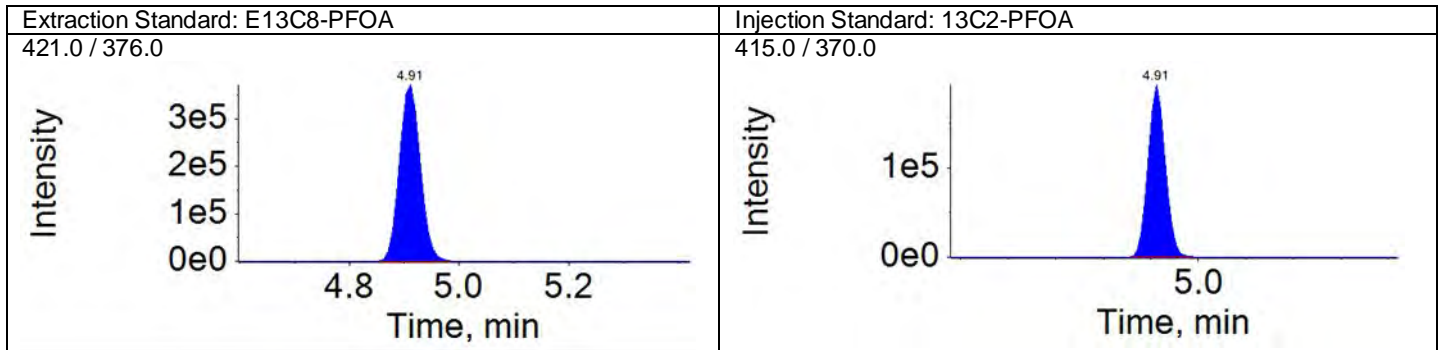 Extraction Standard: E13C8-PFOA
421.0 / 376.0
4.91
Intensity
3e5
2e5
1e5
0e0
4.8 5.0 5.2
Time, min
Injection Standard: 13C2-PFOA
415.0 / 370.0
4.91
Intensity
1e5
0e0
5.0
Time, min